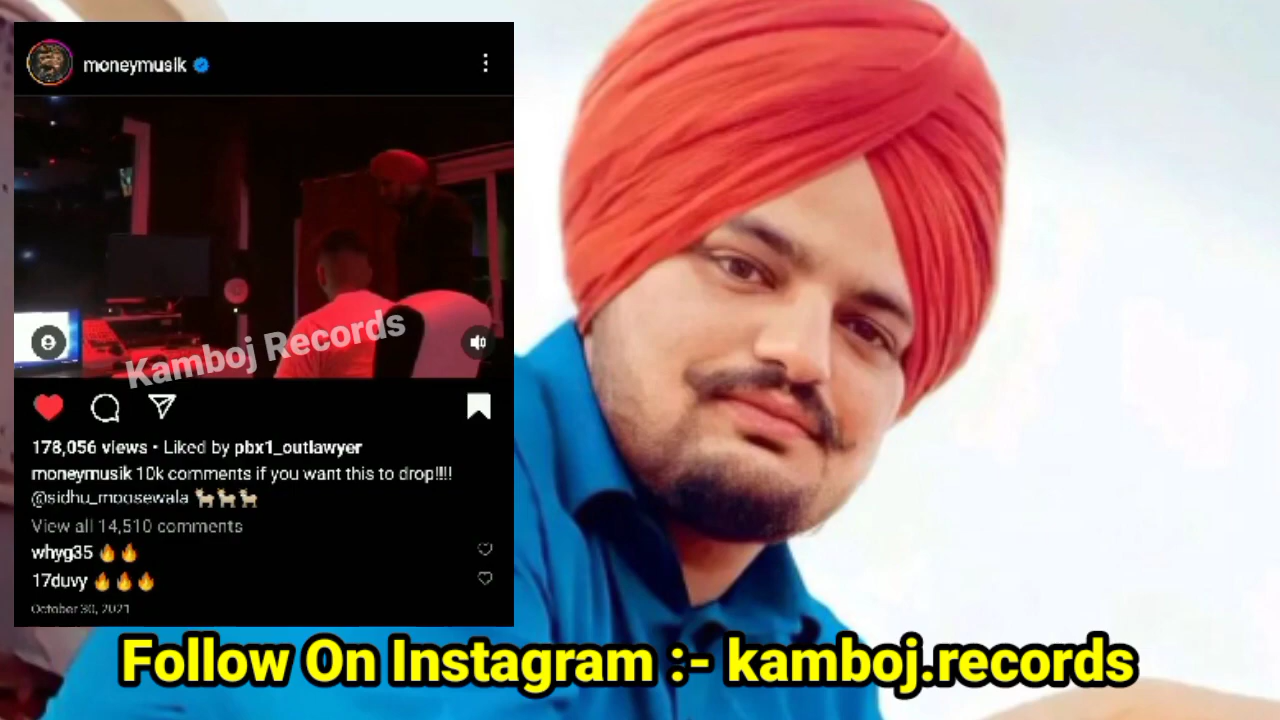 moneymusik
Kamboj Records
178,056 views • Liked by pbx1_outlawyer
moneymusik 10k comments if you want this to drop!!!!
@sidhu_moosewala 🐐🐐🐐
View all 14,510 comments
whyg35 🔥🔥
17duvy 🔥🔥🔥
October 30, 2021
Follow On Instagram :- kamboj.records